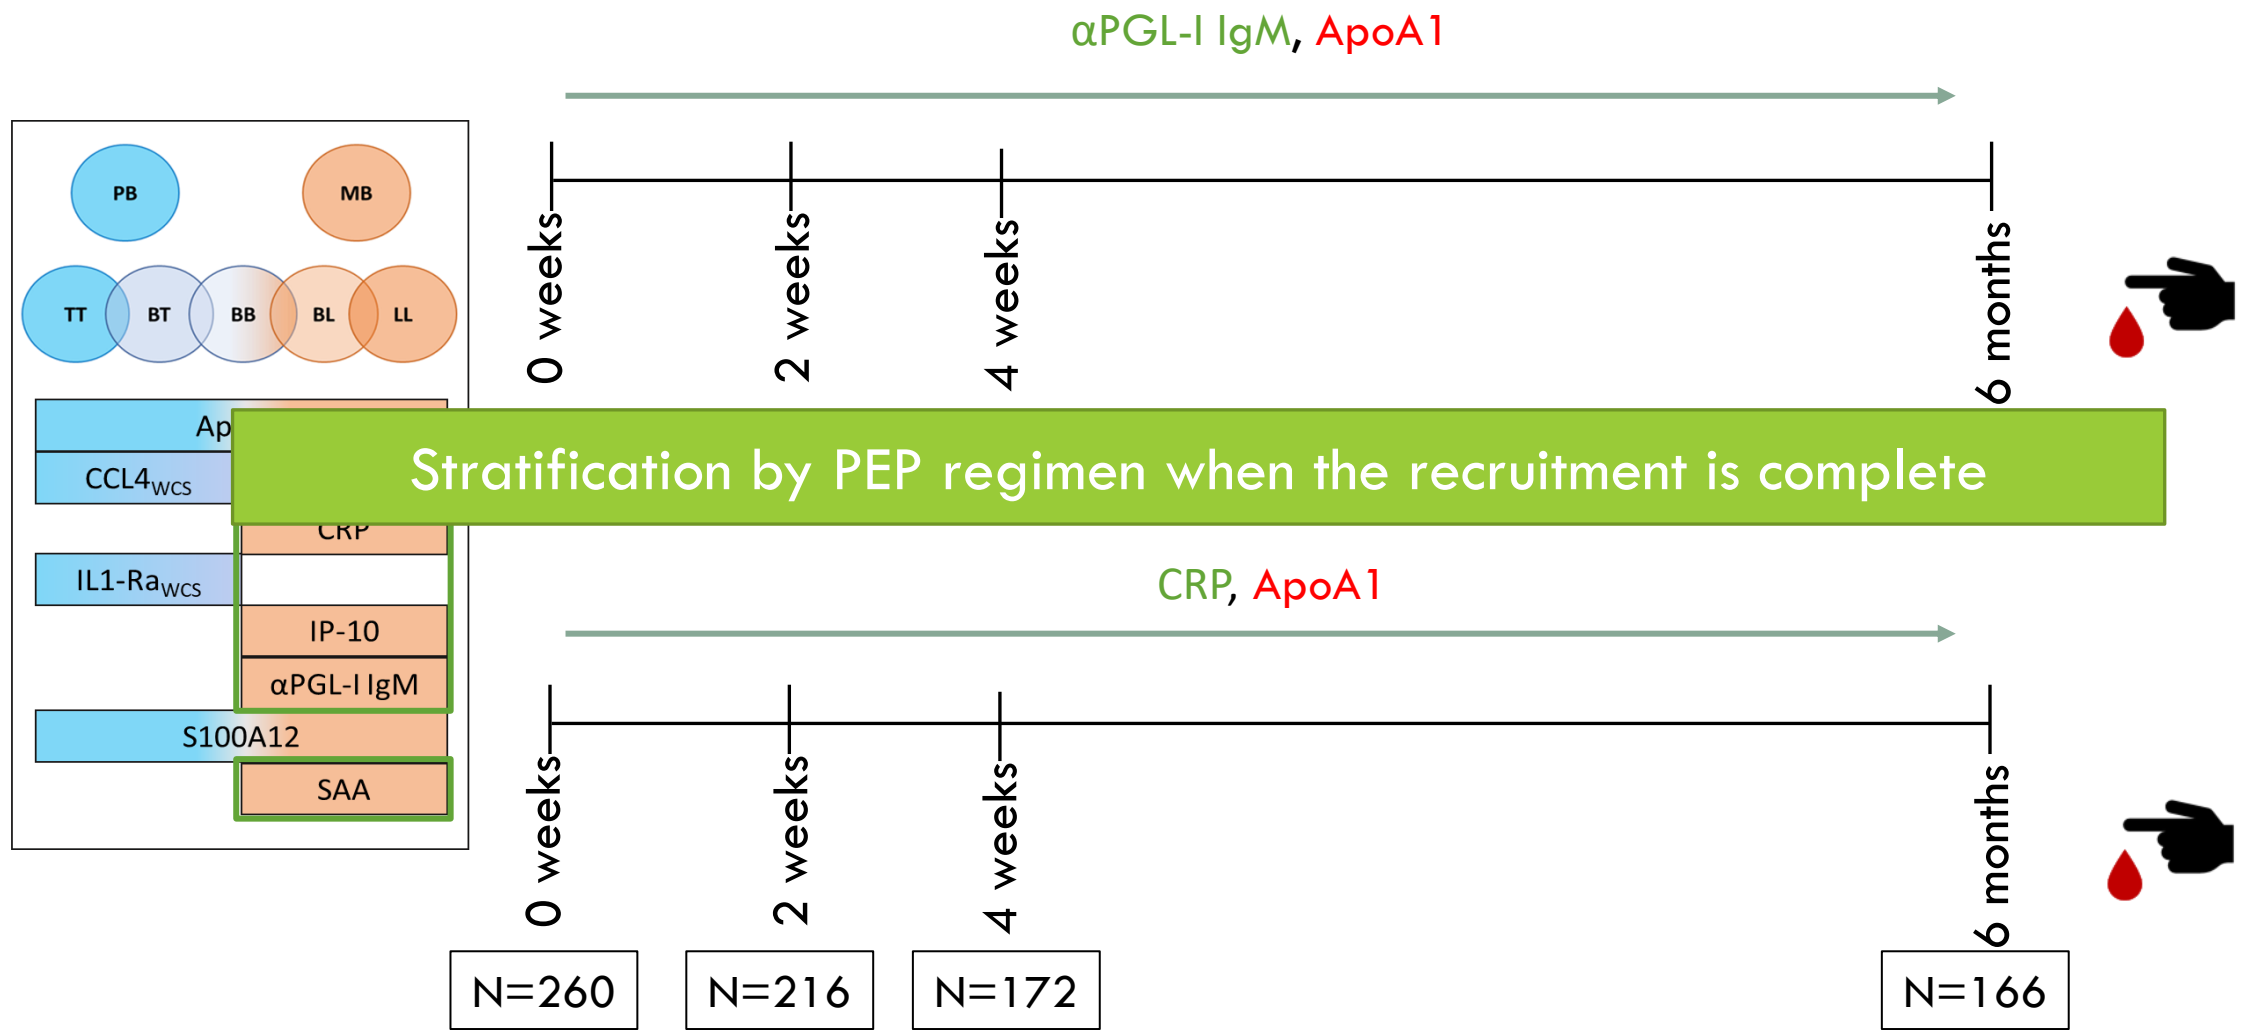 αPGL-I IgM, ApoA1
PB
MB
TT
BT
BB
BL
LL
0 weeks
2 weeks
4 weeks
6 months
Ap
CCL4WCS
Stratification by PEP regimen when the recruitment is complete
CRP
IL1-RaWCS
IP-10
αPGL-I IgM
S100A12
SAA
CRP, ApoA1
0 weeks
2 weeks
4 weeks
6 months
N=260
N=216
N=172
N=166